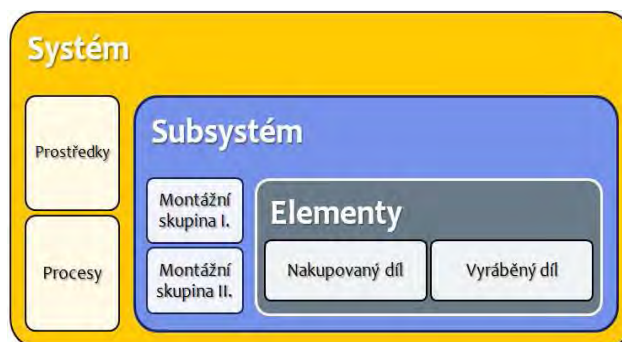 Systém
Prostředky
Procesy
Subsystém
Montážní
skupina I.
Montážní
skupina II.
Elementy
Nakupovaný díl
Vyráběný díl